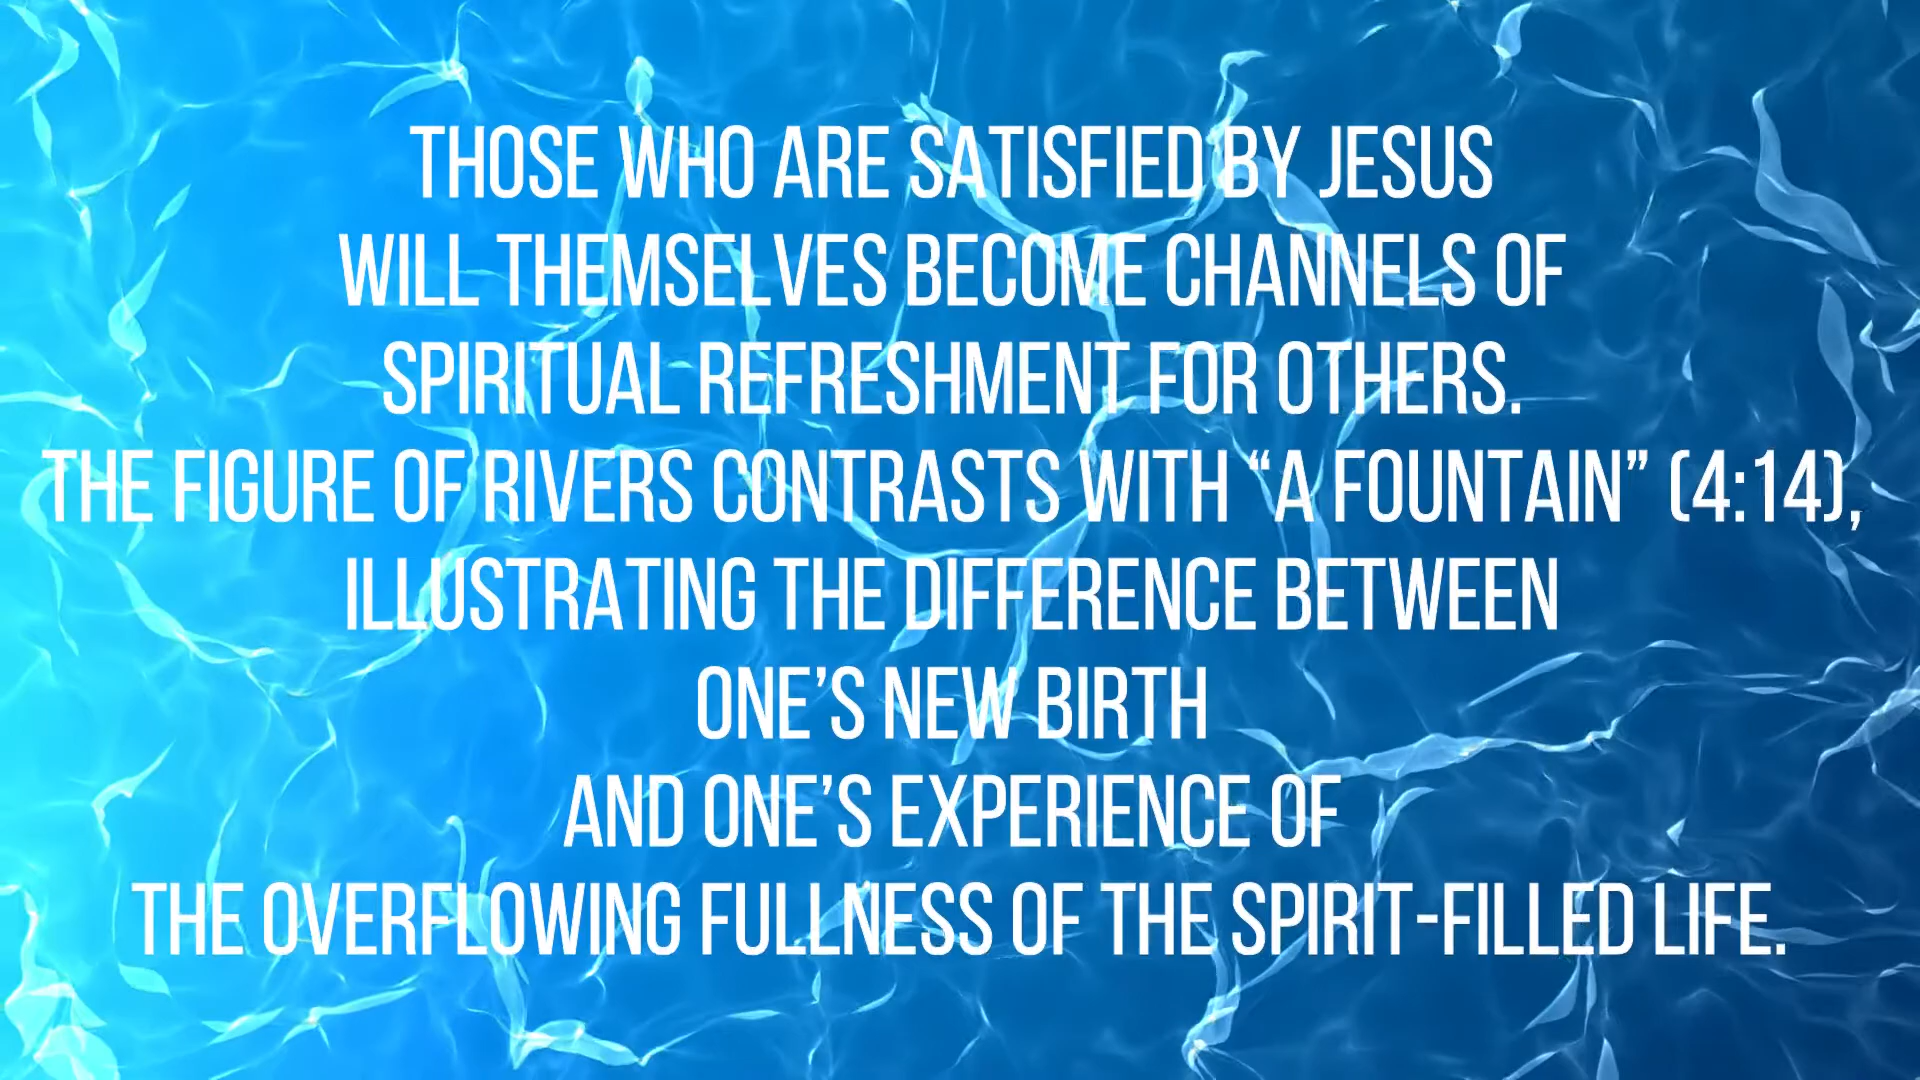 THOSE WHO ARE SATISFIED BY JESUS
WILL THEMSELVES BECOME CHANNELS OF
SPIRITUAL REFRESHMENT FOR OTHERS.
THE FIGURE OF RIVERS CONTRASTS WITH “A FOUNTAIN” (4:14),
ILLUSTRATING THE DIFFERENCE BETWEEN
ONE’S NEW BIRTH
AND ONE’S EXPERIENCE OF
THE OVERFLOWING FULLNESS OF THE SPIRIT-FILLED LIFE.